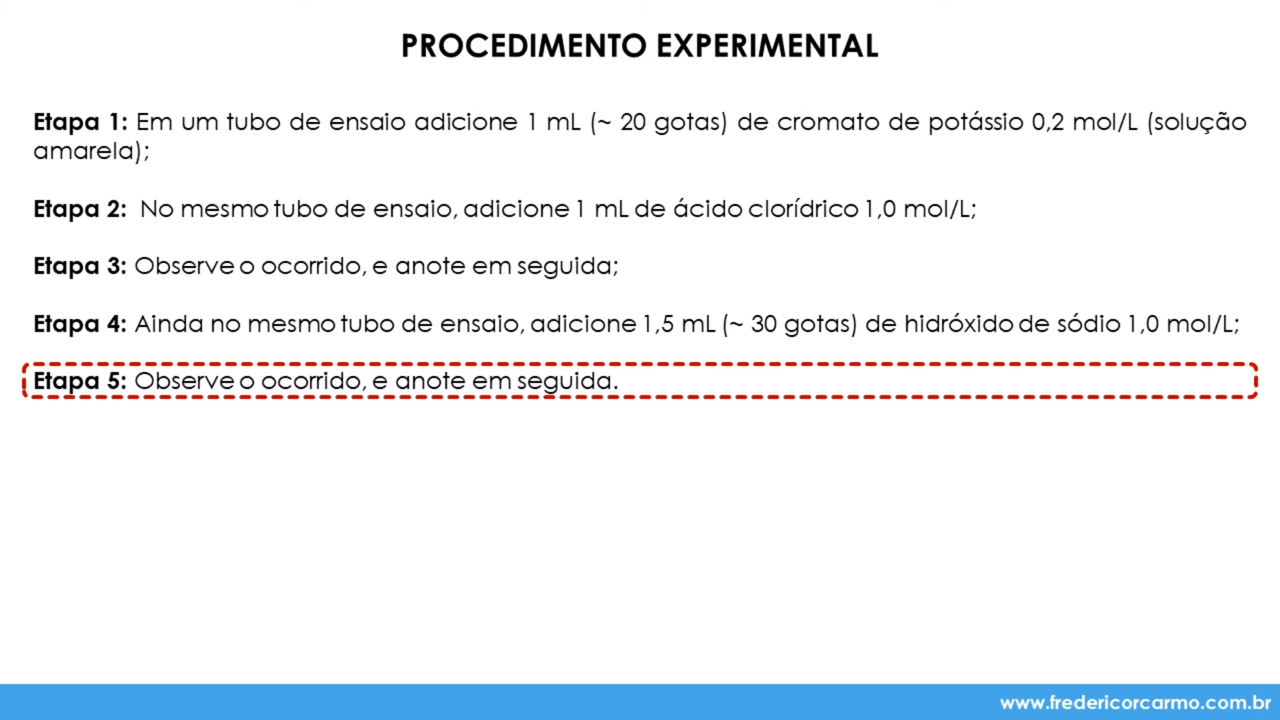 PROCEDIMENTO EXPERIMENTAL
Etapa 1: Em um tubo de ensaio adicione 1 mL (~ 20 gotas) de cromato de potássio 0,2 mol/L (solução
amarela);
Etapa 2: No mesmo tubo de ensaio, adicione 1 mL de ácido clorídrico 1,0 mol/L;
Etapa 3: Observe o ocorrido, e anote em seguida;
Etapa 4: Ainda no mesmo tubo de ensaio, adicione 1,5 mL (~ 30 gotas) de hidróxido de sódio 1,0 mol/L;
Etapa 5: Observe o ocorrido, e anote em seguida.
www.fredericorcarmo.com.br